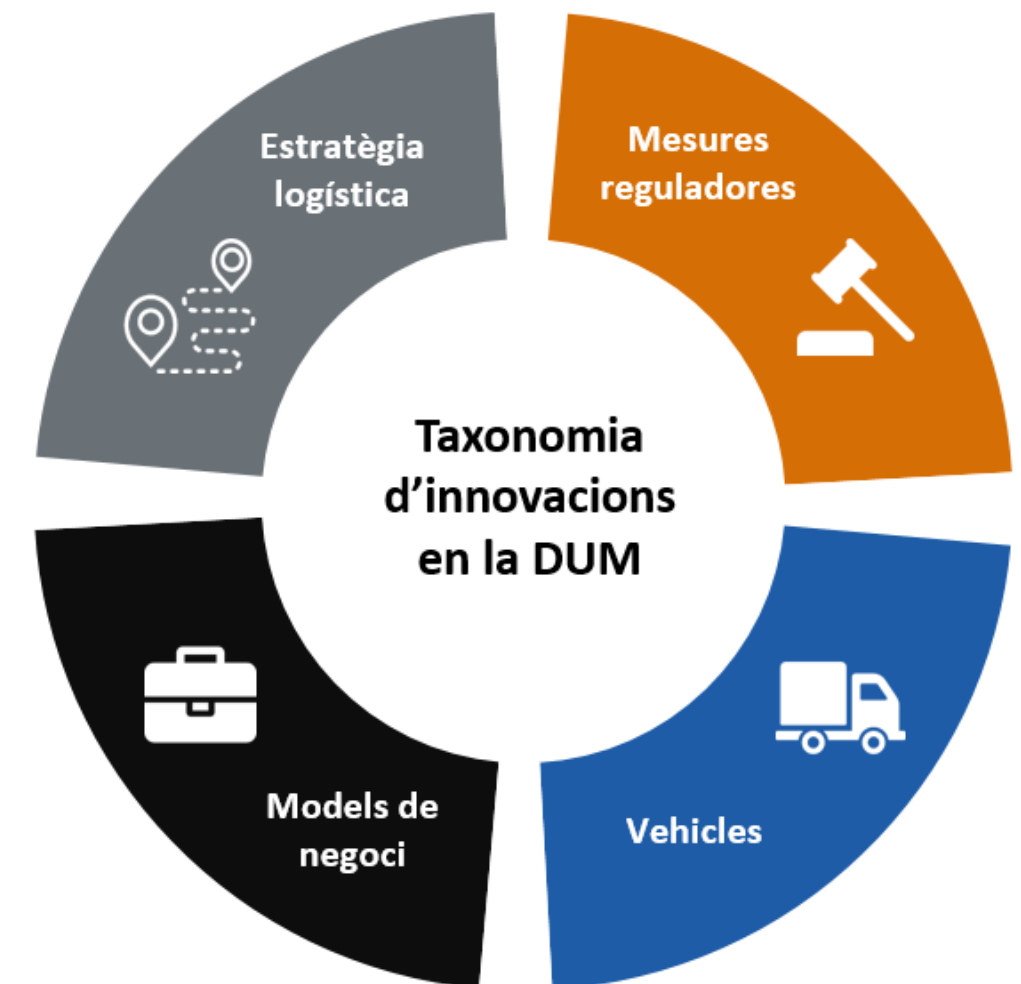 Estratègia
logística
Mesures
reguladores
Taxonomia
d’innovacions
en la DUM
Models de
negoci
Vehicles